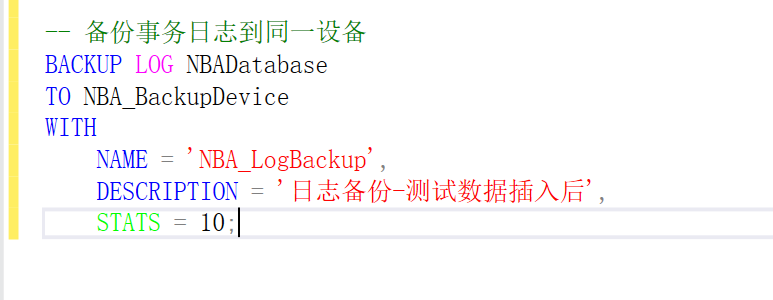 -- 备份事务日志到同一设备
BACKUP LOG NBADatabase
TO NBA_BackupDevice
WITH
NAME = 'NBA_LogBackup',
DESCRIPTION = '日志备份-测试数据插入后',
STATS = 10;